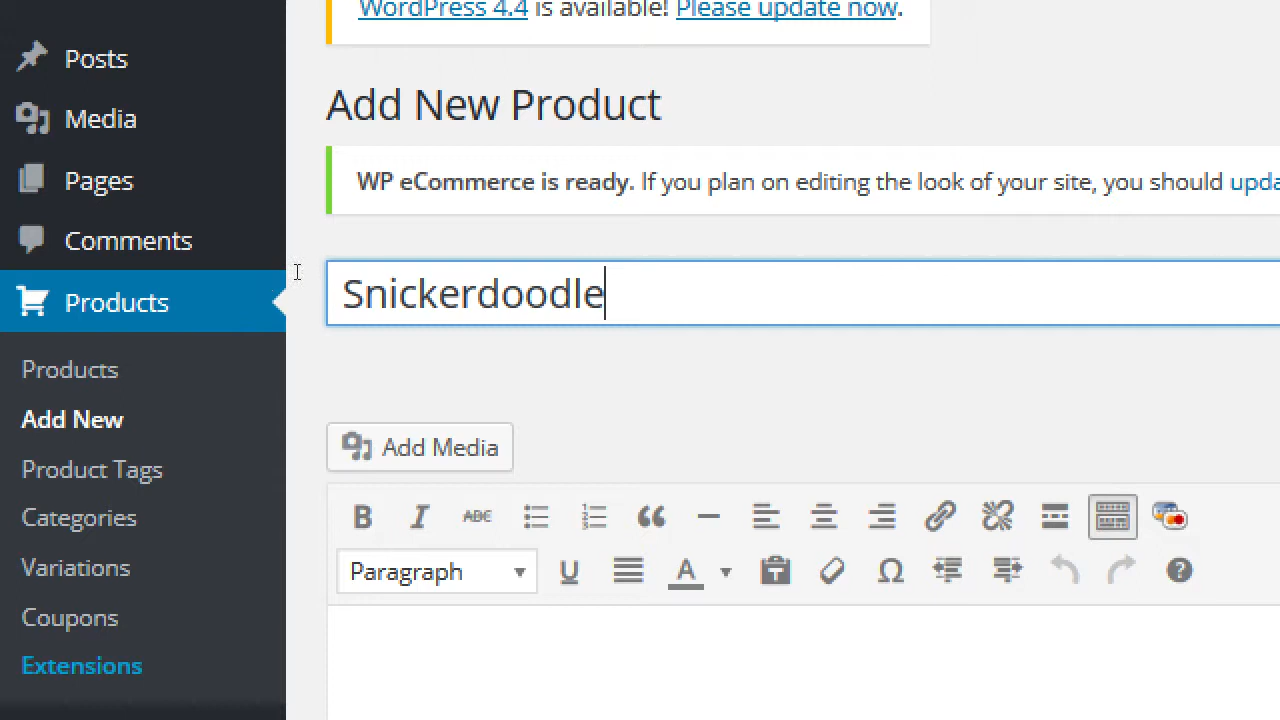 WordPress 4.4 is available! Please update now.
Posts
Media
Pages
Comments
Products
Products
Add New
Product Tags
Categories
Variations
Coupons
Extensions
Add New Product
WP eCommerce is ready. If you plan on editing the look of your site, you should
Snickerdoodle
Add Media
B I ABC
Paragraph U A Ω